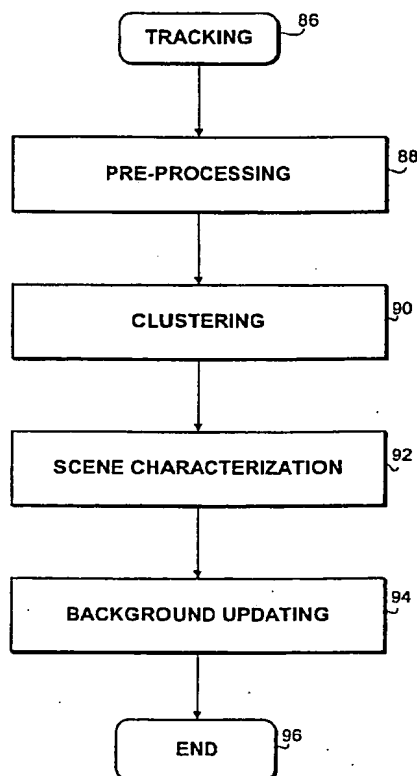 TRACKING 86
PRE-PROCESSING 88
CLUSTERING 90
SCENE CHARACTERIZATION 92
BACKGROUND UPDATING 94
END 96